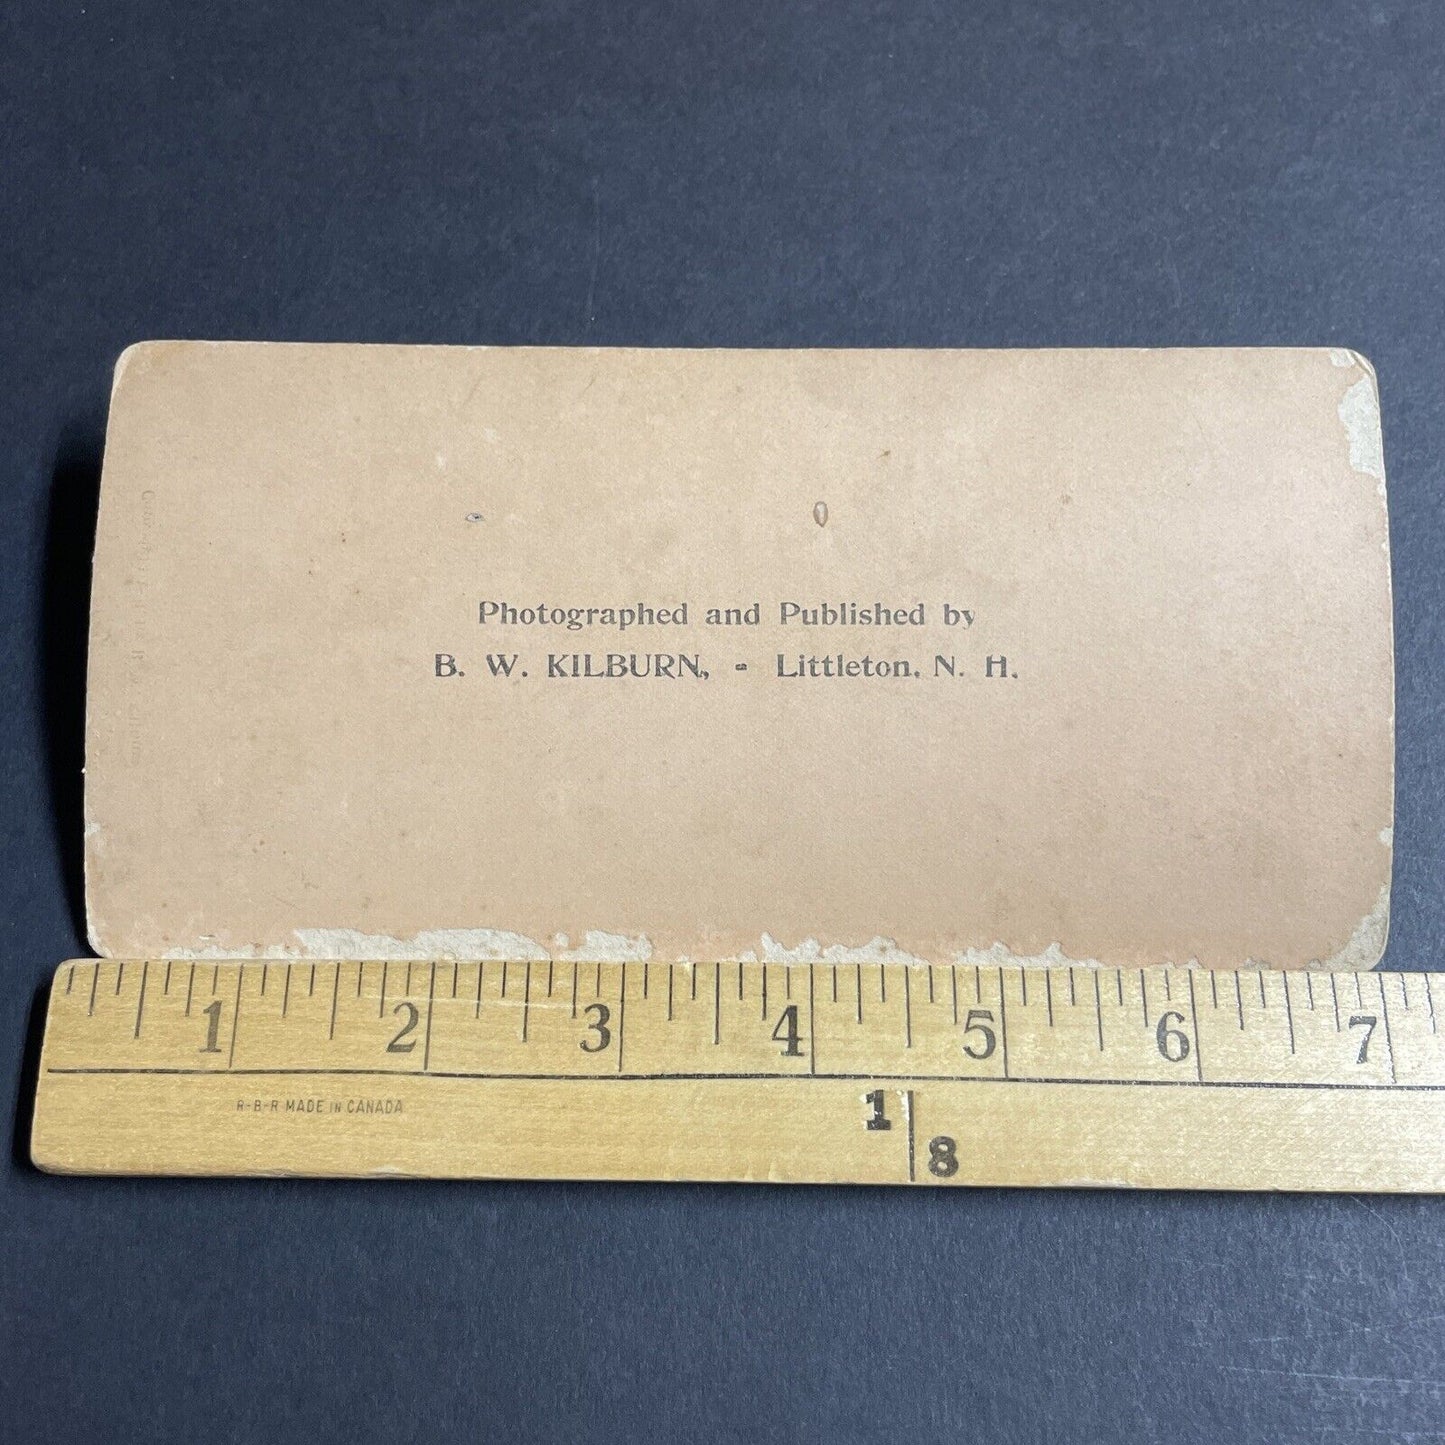 Photographed and Published by
B. W. KILBURN, - Littleton, N. H.
1 2 3 4 5 6 7
R-B-R MADE IN CANADA
1
8